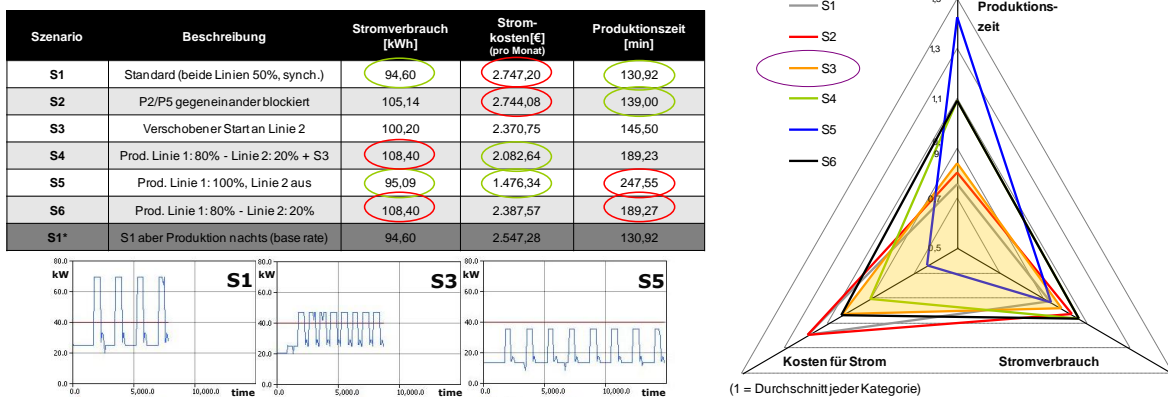 Szenario Beschreibung Stromverbrauch [kWh] Strom-kosten[€] (pro Monat) Produktionszeit [min]
S1 Standard (beide Linien 50%, synch.) 94,60 2.747,20 130,92
S2 P2/P5 gegeneinander blockiert 105,14 2.744,08 139,00
S3 Verschobener Start an Linie 2 100,20 2.370,75 145,50
S4 Prod. Linie 1: 80% - Linie 2: 20% + S3 108,40 2.082,64 189,23
S5 Prod. Linie 1: 100%, Linie 2 aus 95,09 1.476,34 247,55
S6 Prod. Linie 1: 80% - Linie 2: 20% 108,40 2.387,57 189,27
S1* S1 aber Produktion nachts (base rate) 94,60 2.547,28 130,92
80.0
kW
60.0
40.0
20.0
0.0
0.0 5,000.0 10,000.0 time
S1
80.0
kW
60.0
40.0
20.0
0.0
0.0 5,000.0 10,000.0 time
S3
80.0
kW
60.0
40.0
20.0
0.0
0.0 5,000.0 10,000.0 time
S5
S1
S2
S3
S4
S5
S6
Produktions-
zeit
1,3
1,1
0,7
0,5
Kosten für Strom
Stromverbrauch
(1 = Durchschnitt jeder Kategorie)